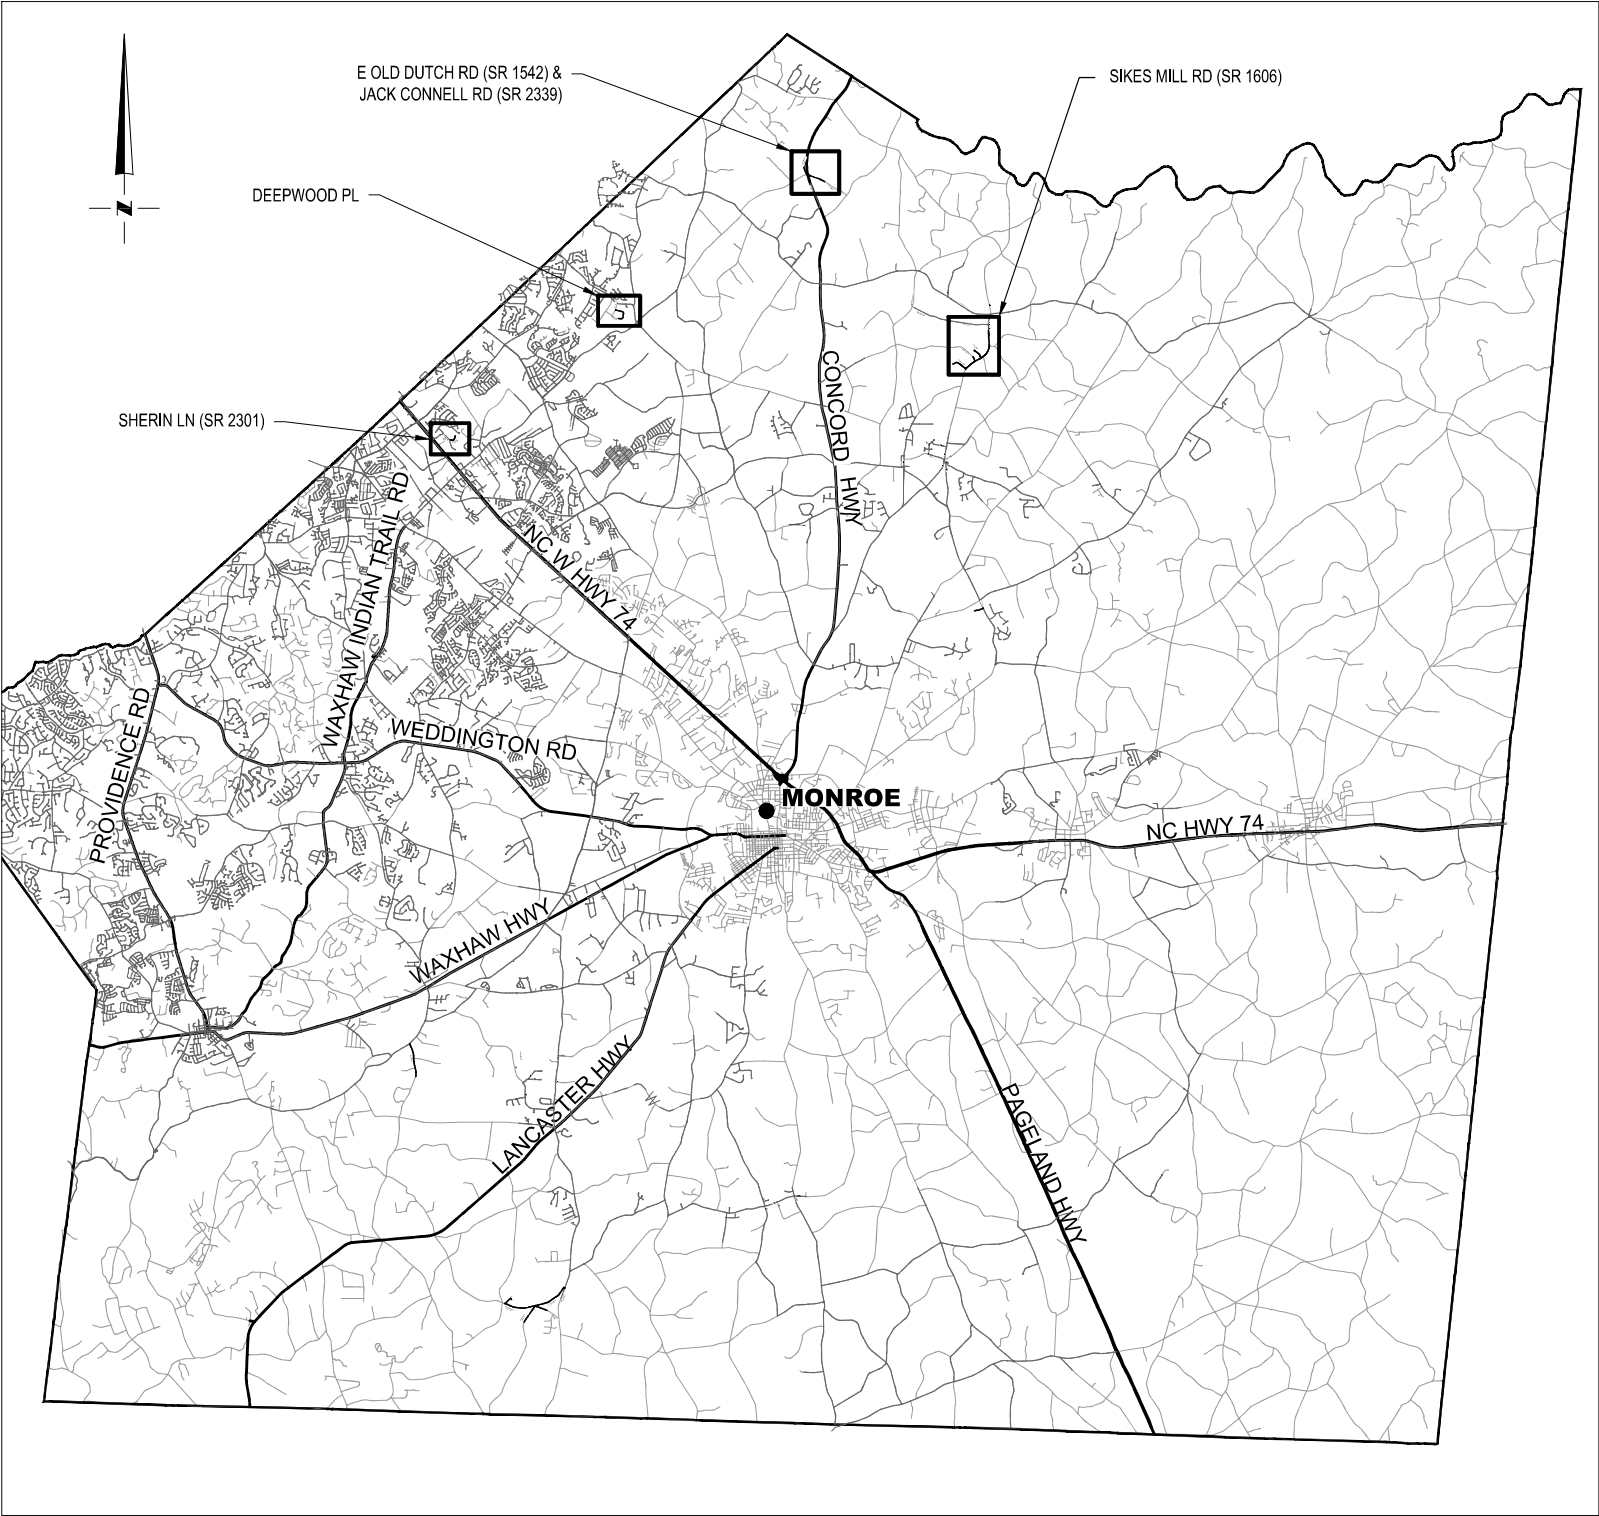 E OLD DUTCH RD (SR 1542) &
JACK CONNELL RD (SR 2339)
SIKES MILL RD (SR 1606)
DEEPWOOD PL
N
SHERIN LN (SR 2301)
CONCORD HWY
NC W HWY 74
WAXHAW INDIAN TRAIL RD
PROVIDENCE RD
WEDDINGTON RD
MONROE
NC HWY 74
WAXHAW HWY
LANCASTER HWY
PAGELAND HWY